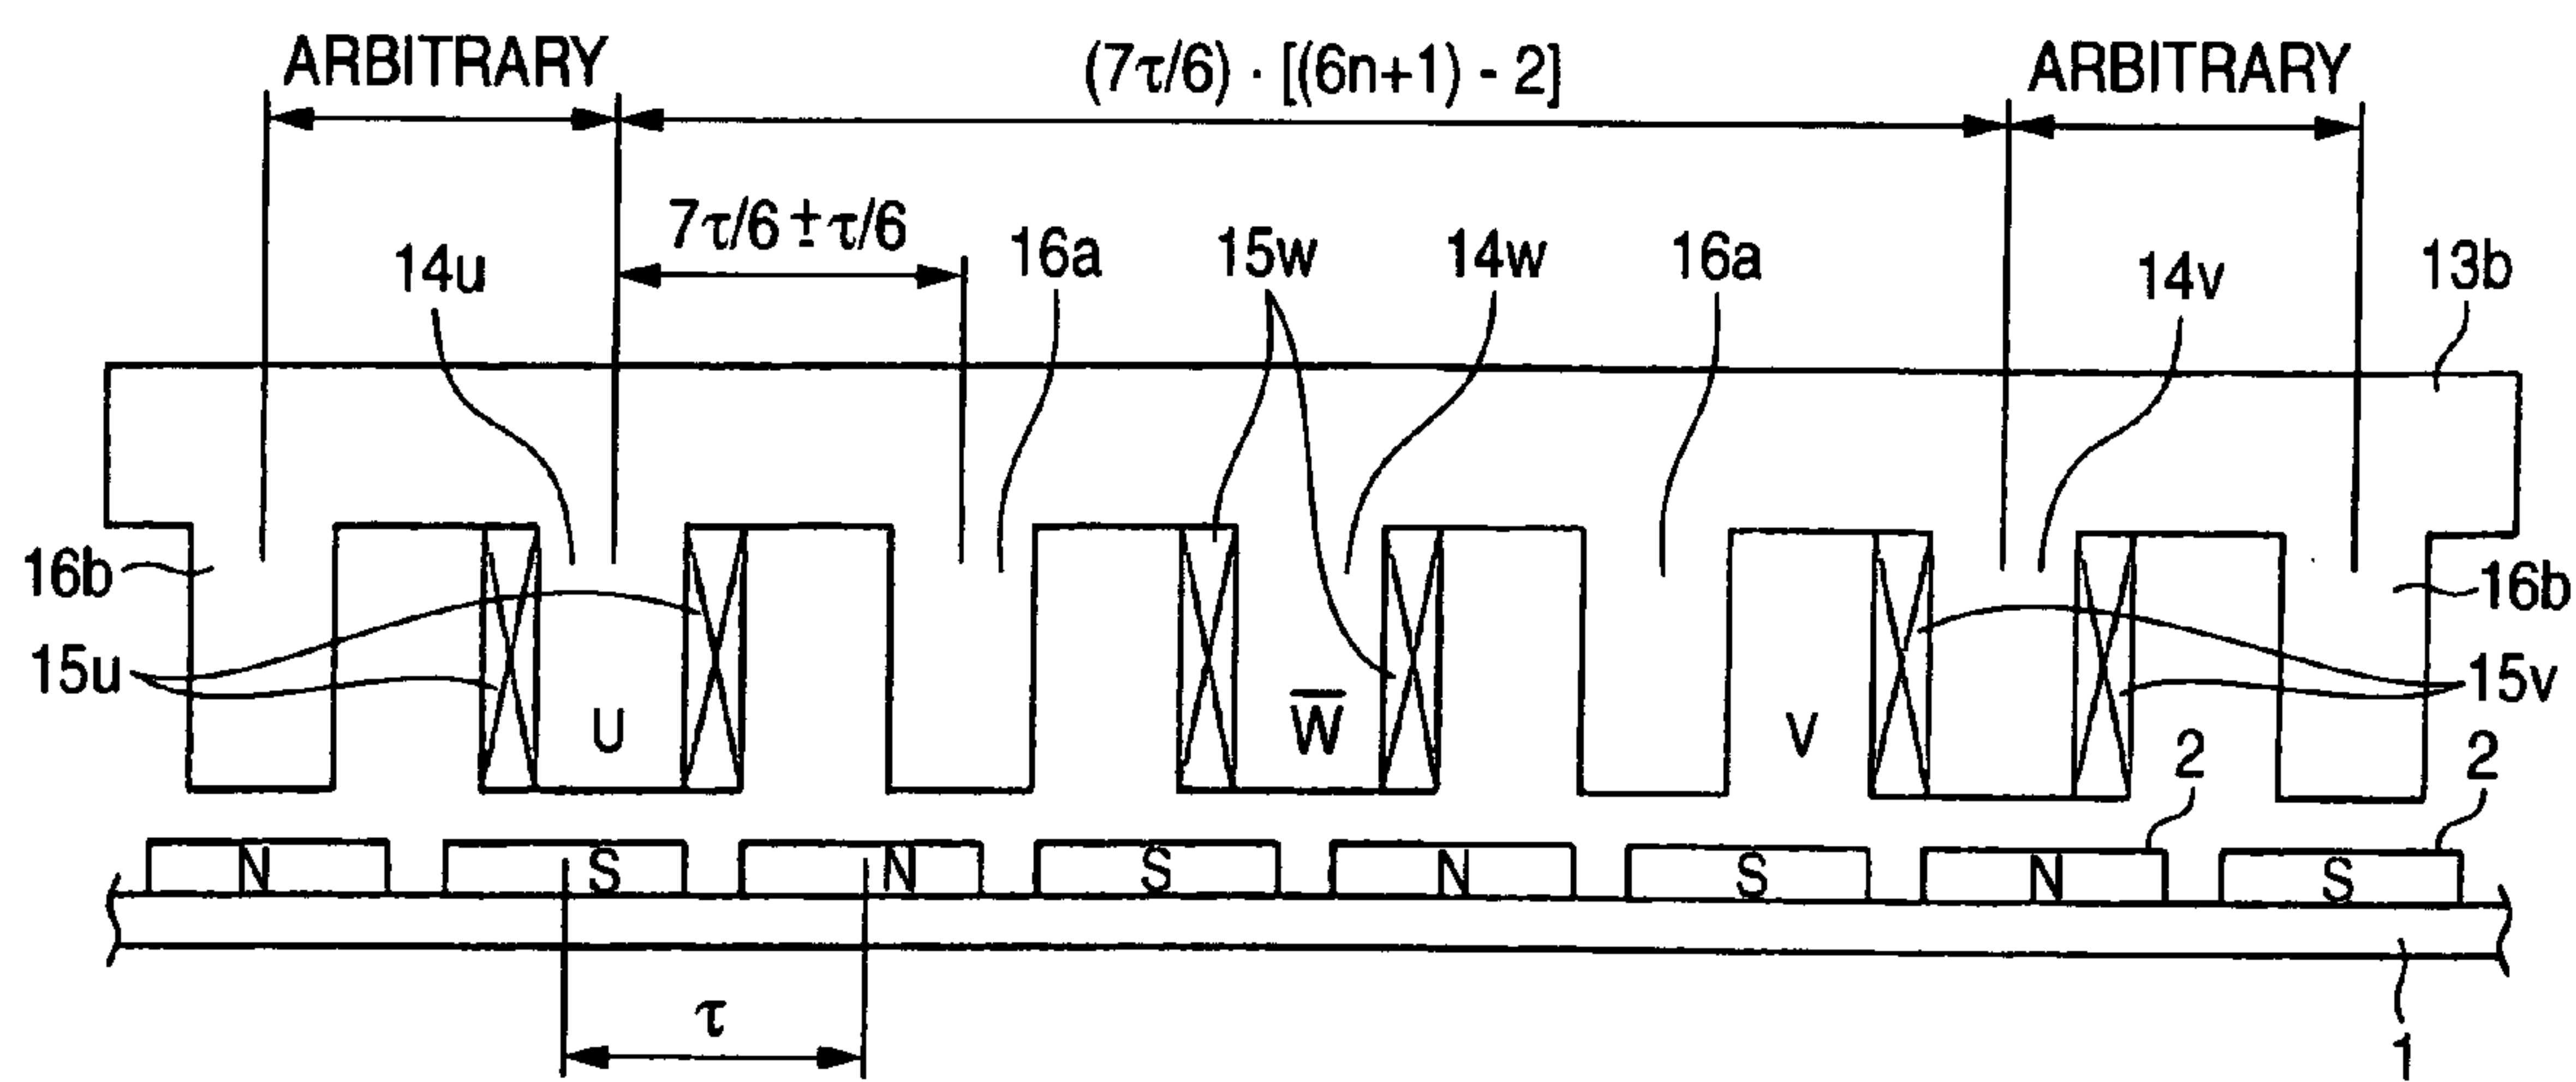 ARBITRARY (7τ/6) · [(6n+1) - 2] ARBITRARY
7τ/6 ± τ/6
14u 16a 15w 14w 16a 14v 13b
16b 16b
15u 15v
U W̅ V 2 2
N S N S N S N S
τ
1